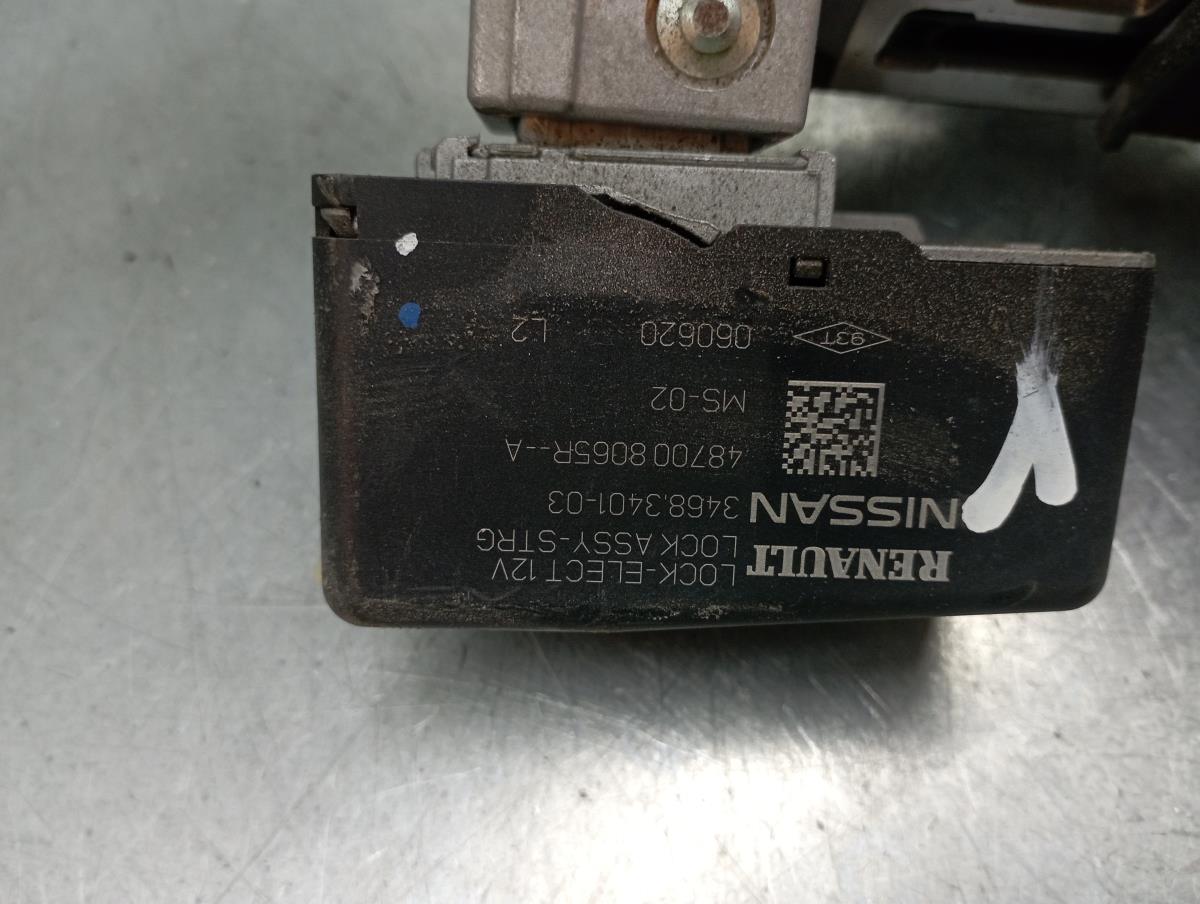 RENAULT LOCK-ELECT 12V
LOCK ASSY-STRG
NISSAN 3468.3401-03
48700 8065R--A
MS-02
93T 060620 L2